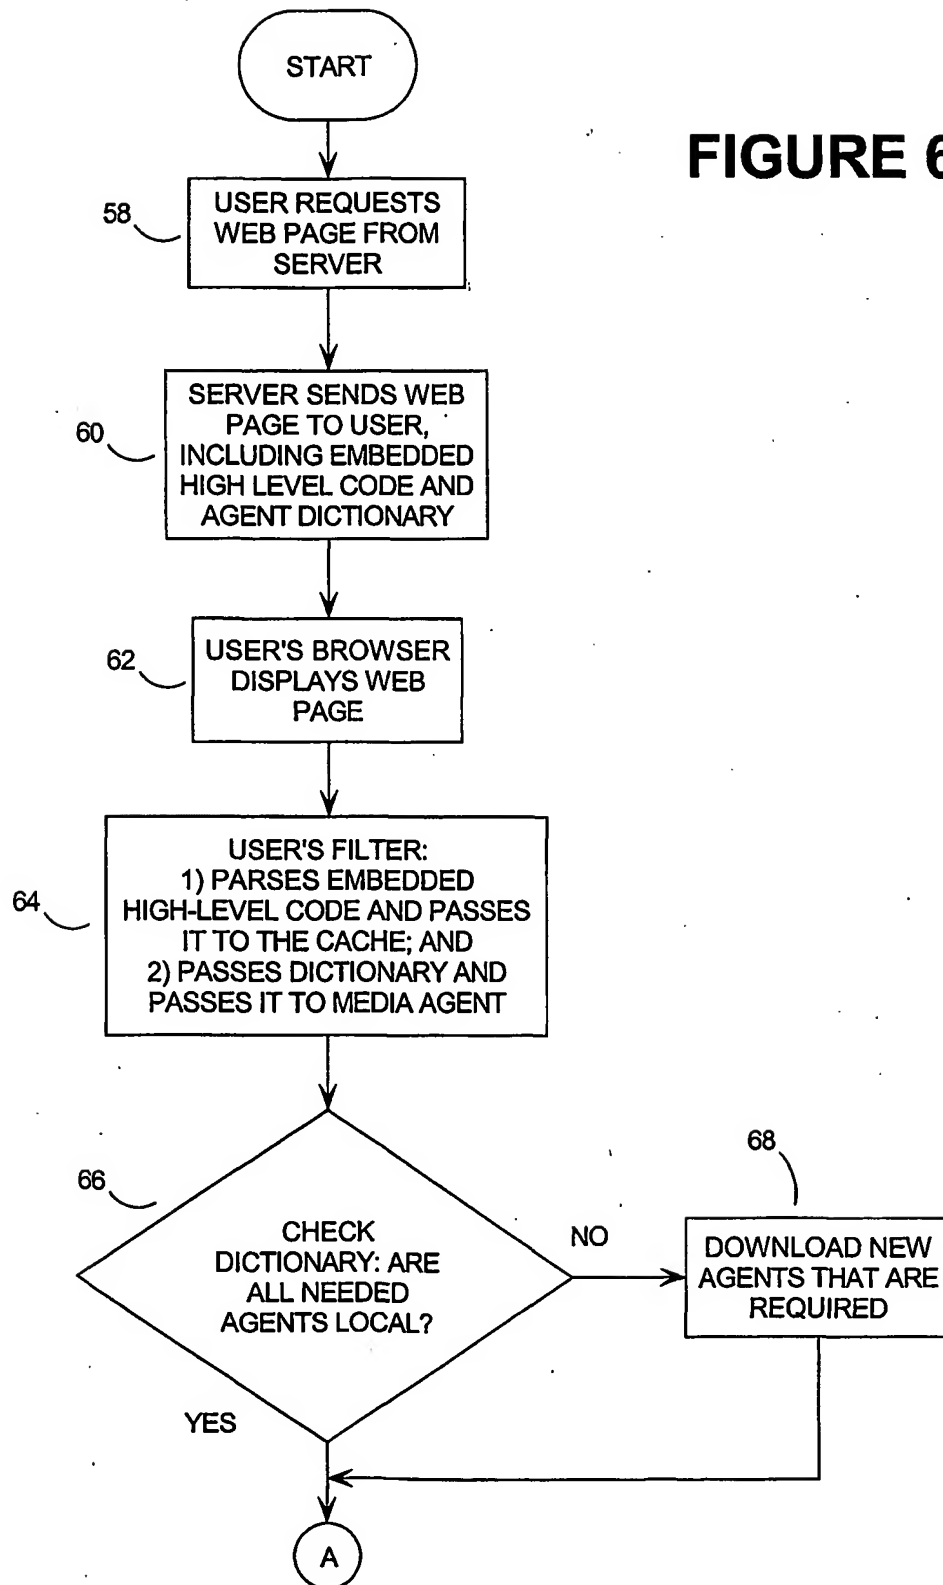 START
FIGURE 6
58
USER REQUESTS
WEB PAGE FROM
SERVER
60
SERVER SENDS WEB
PAGE TO USER,
INCLUDING EMBEDDED
HIGH LEVEL CODE AND
AGENT DICTIONARY
62
USER'S BROWSER
DISPLAYS WEB
PAGE
64
USER'S FILTER:
1) PARSES EMBEDDED
HIGH-LEVEL CODE AND PASSES
IT TO THE CACHE; AND
2) PASSES DICTIONARY AND
PASSES IT TO MEDIA AGENT
66
CHECK
DICTIONARY: ARE
ALL NEEDED
AGENTS LOCAL?
NO
68
DOWNLOAD NEW
AGENTS THAT ARE
REQUIRED
YES
A